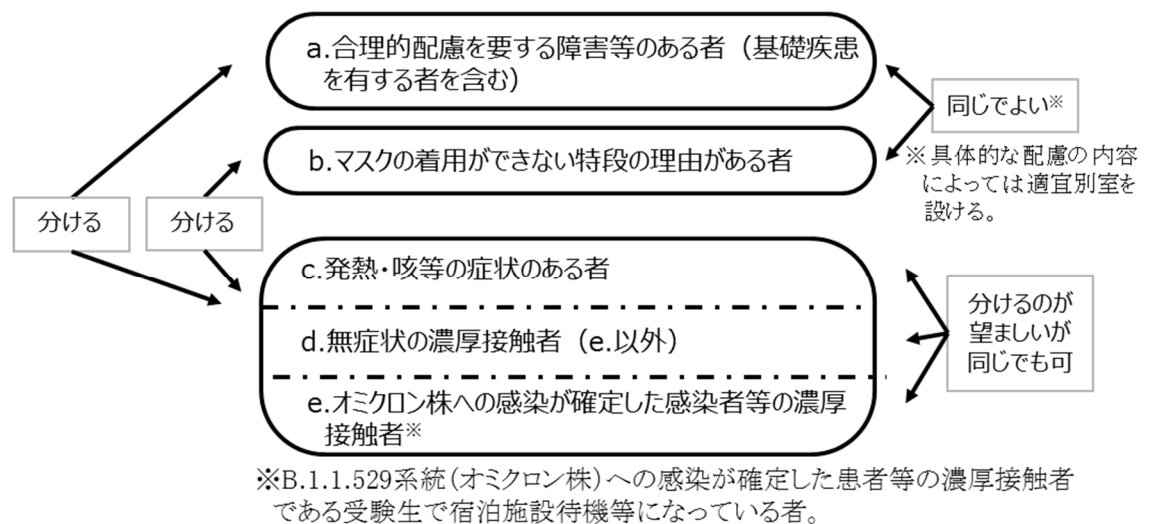 a.合理的配慮を要する障害等のある者（基礎疾患
を有する者を含む）
同じでよい※
b.マスクの着用ができない特段の理由がある者
※具体的な配慮の内容
によっては適宜別室を
設ける。
分ける
分ける
c.発熱・咳等の症状のある者
d.無症状の濃厚接触者（e.以外）
e.オミクロン株への感染が確定した感染者等の濃厚
接触者※
分けるのが
望ましいが
同じでも可
※B.1.1.529系統(オミクロン株)への感染が確定した患者等の濃厚接触者
である受験生で宿泊施設待機等になっている者。